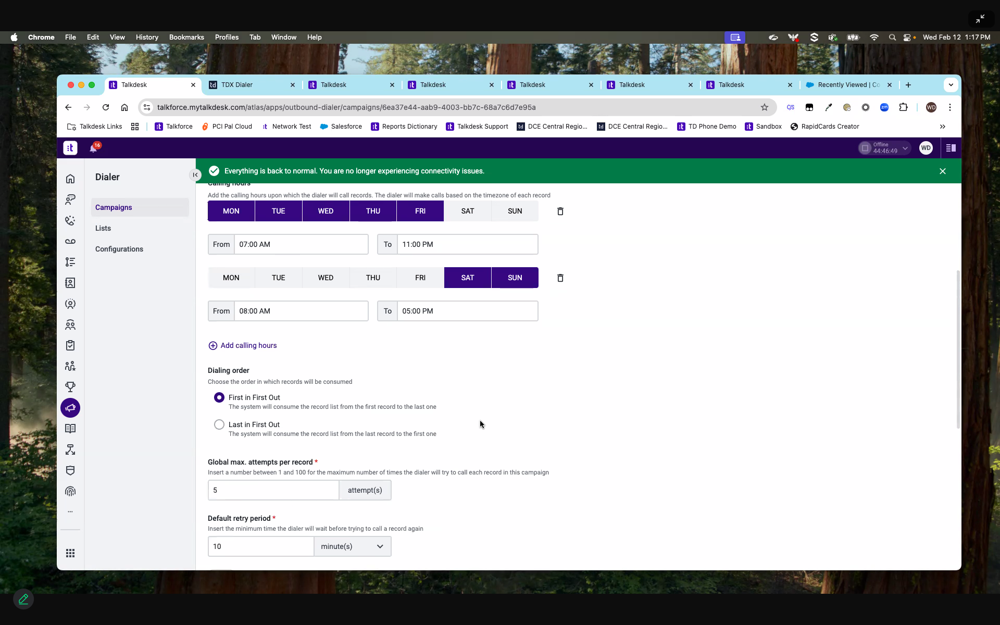 Chrome File Edit View History Bookmarks Profiles Tab Window Help Wed Feb 12 1:17 PM
Talkdesk TDX Dialer Talkdesk Talkdesk Talkdesk Talkdesk Talkdesk Recently Viewed | Co
talkforce.mytalkdesk.com/atlas/apps/outbound-dialer/campaigns/6ea37e44-aab9-4003-bb7c-68a7c6d7e95a C/S zm WD
Talkdesk Links Talkforce PCI Pal Cloud Network Test Salesforce Reports Dictionary Talkdesk Support DCE Central Regio... DCE Central Regio... TD Phone Demo Sandbox RapidCards Creator
:t 16 Offline 44:46:49 WD
Dialer
Campaigns
Lists
Configurations
Everything is back to normal. You are no longer experiencing connectivity issues.
Calling hours
Add the calling hours upon which the dialer will call records. The dialer will make calls based on the timezone of each record
MON TUE WED THU FRI SAT SUN
From 07:00 AM To 11:00 PM
MON TUE WED THU FRI SAT SUN
From 08:00 AM To 05:00 PM
Add calling hours
Dialing order
Choose the order in which records will be consumed
First in First Out
The system will consume the record list from the first record to the last one
Last in First Out
The system will consume the record list from the last record to the first one
Global max. attempts per record *
Insert a number between 1 and 100 for the maximum number of times the dialer will try to call each record in this campaign
5 attempt(s)
Default retry period *
Insert the minimum time the dialer will wait before trying to call a record again
10 minute(s)